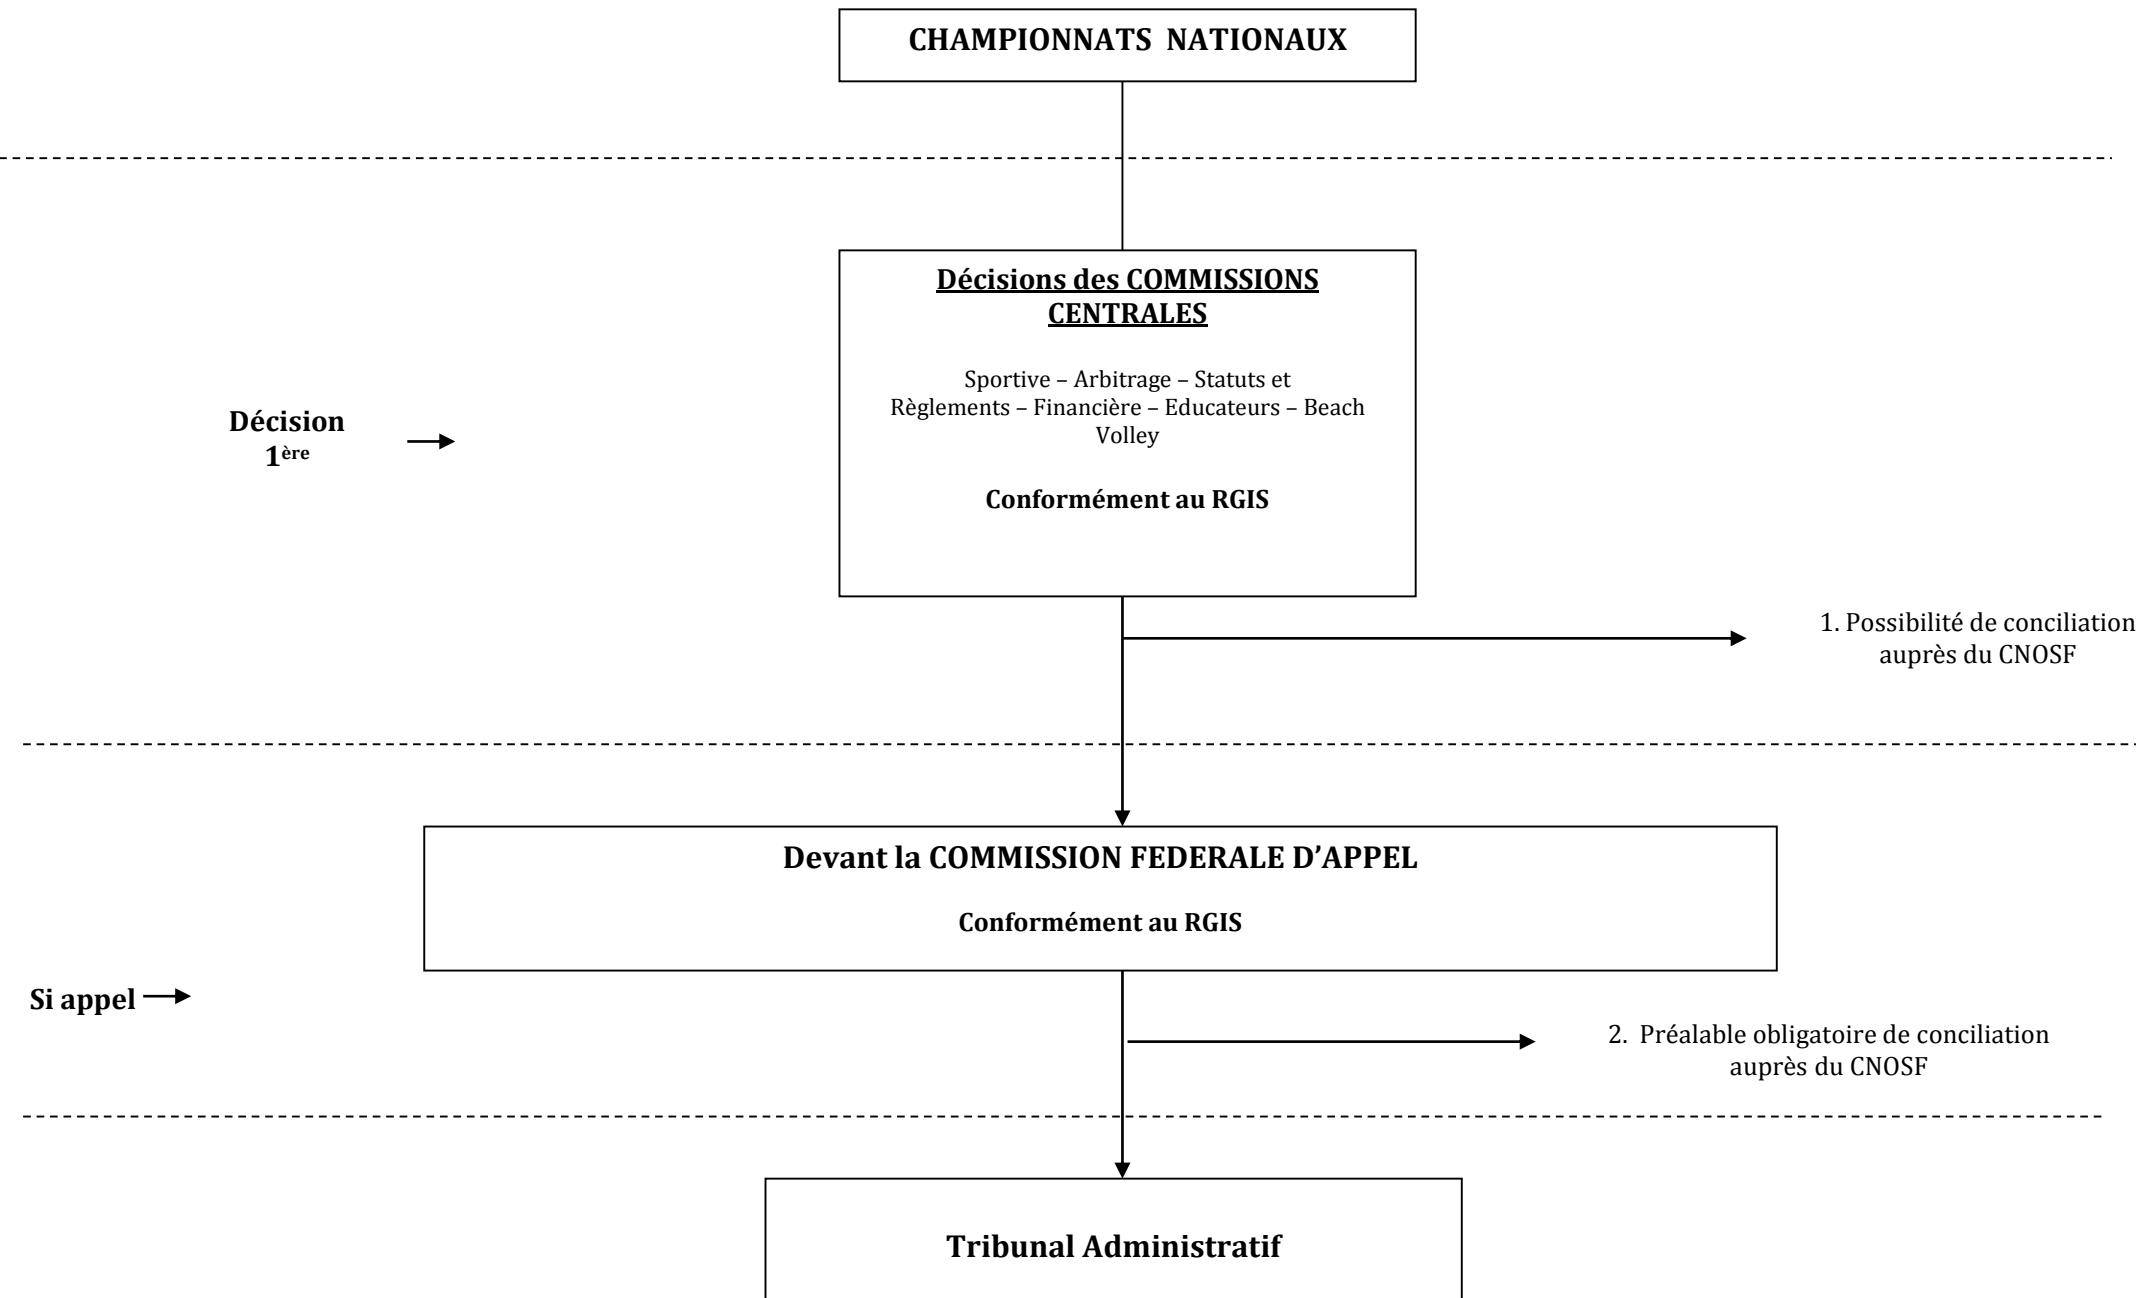 CHAMPIONNATS NATIONAUX
Décisions des COMMISSIONS
CENTRALES
Sportive – Arbitrage – Statuts et
Règlements – Financière – Educateurs – Beach
Volley
Conformément au RGIS
Décision
1ère
1. Possibilité de conciliation
auprès du CNOSF
Devant la COMMISSION FEDERALE D’APPEL
Conformément au RGIS
Si appel
2. Préalable obligatoire de conciliation
auprès du CNOSF
Tribunal Administratif